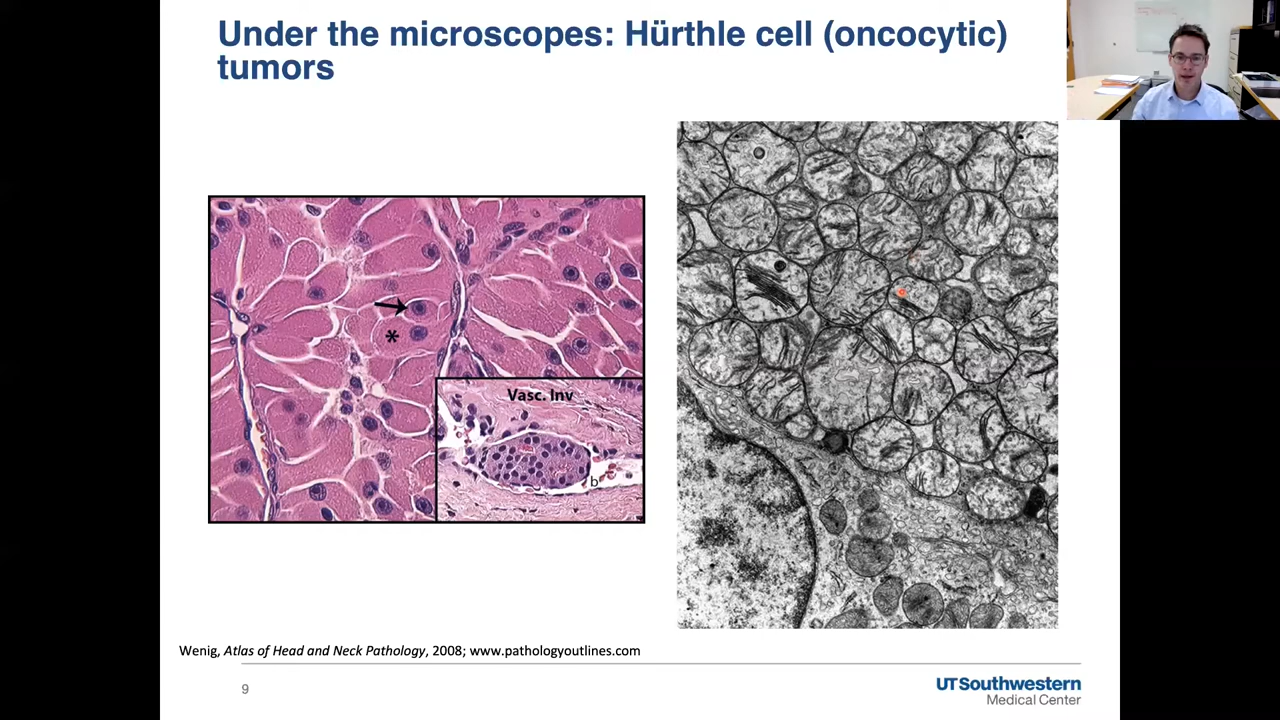 Under the microscopes: Hürthle cell (oncocytic)
tumors
*
Vasc. Inv
b
Wenig, Atlas of Head and Neck Pathology, 2008; www.pathologyoutlines.com
9
UTSouthwestern
Medical Center